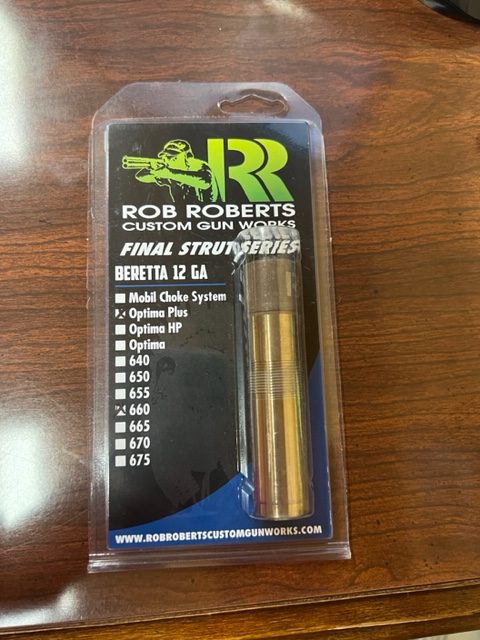 RR
ROB ROBERTS
CUSTOM GUN WORKS
FINAL STRUT SERIES
BERETTA 12 GA
Mobil Choke System
Optima Plus
Optima HP
Optima
640
650
655
660
665
670
675
WWW.ROBROBERTSCUSTOMGUNWORKS.COM